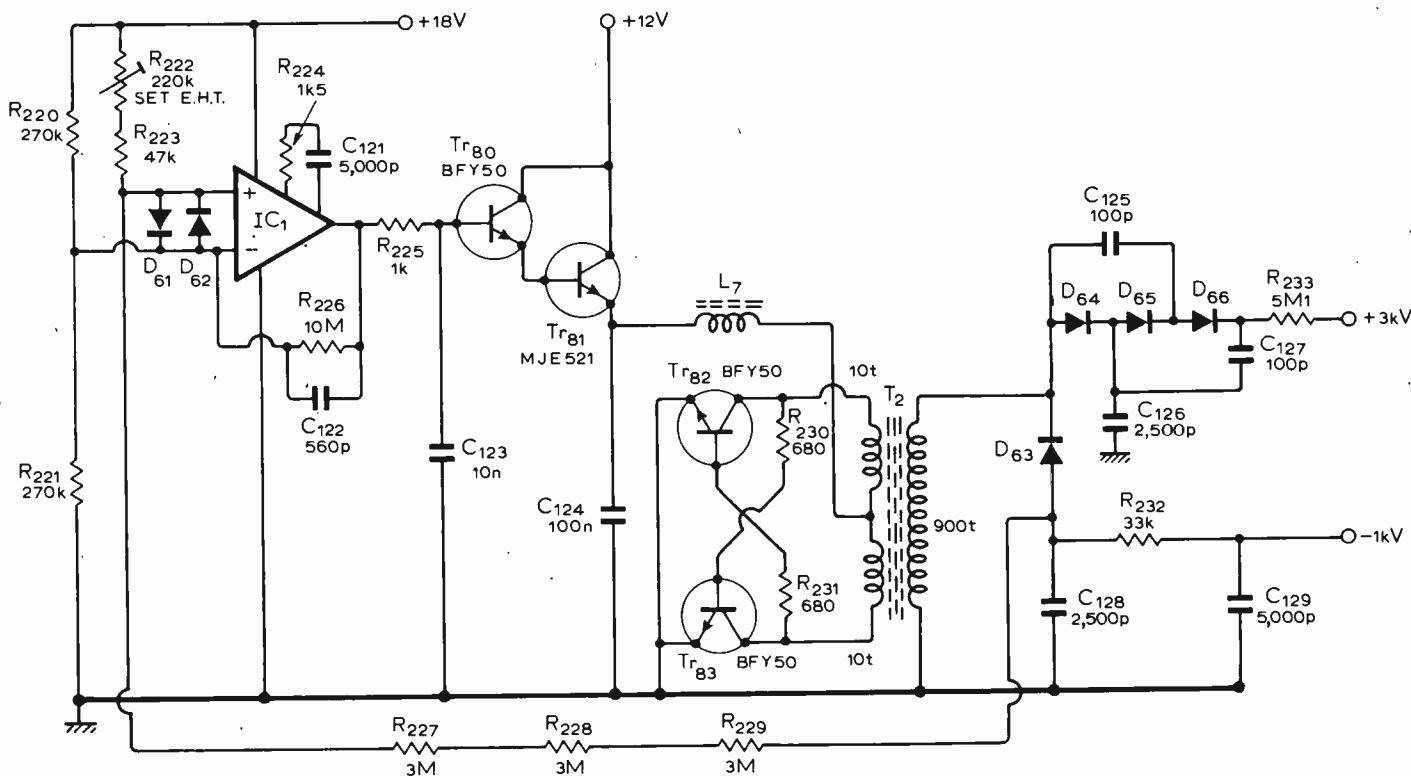 +18V
+12V
R222
220k
SET E.H.T.
R224
1k5
R220
270k
R223
47k
C121
5,000p
Tr80
BFY50
+
IC1
−
D61
D62
R225
1k
R226
10M
C122
560p
Tr81
MJE521
L7
C125
100p
D64
D65
D66
R233
5M1
+3kV
C127
100p
C126
2,500p
Tr82
BFY50
10t
T2
R
230
680
D63
R221
270k
C123
10n
C124
100n
900t
R232
33k
−1kV
R231
680
C128
2,500p
C129
5,000p
Tr83
BFY50
10t
R227
3M
R228
3M
R229
3M